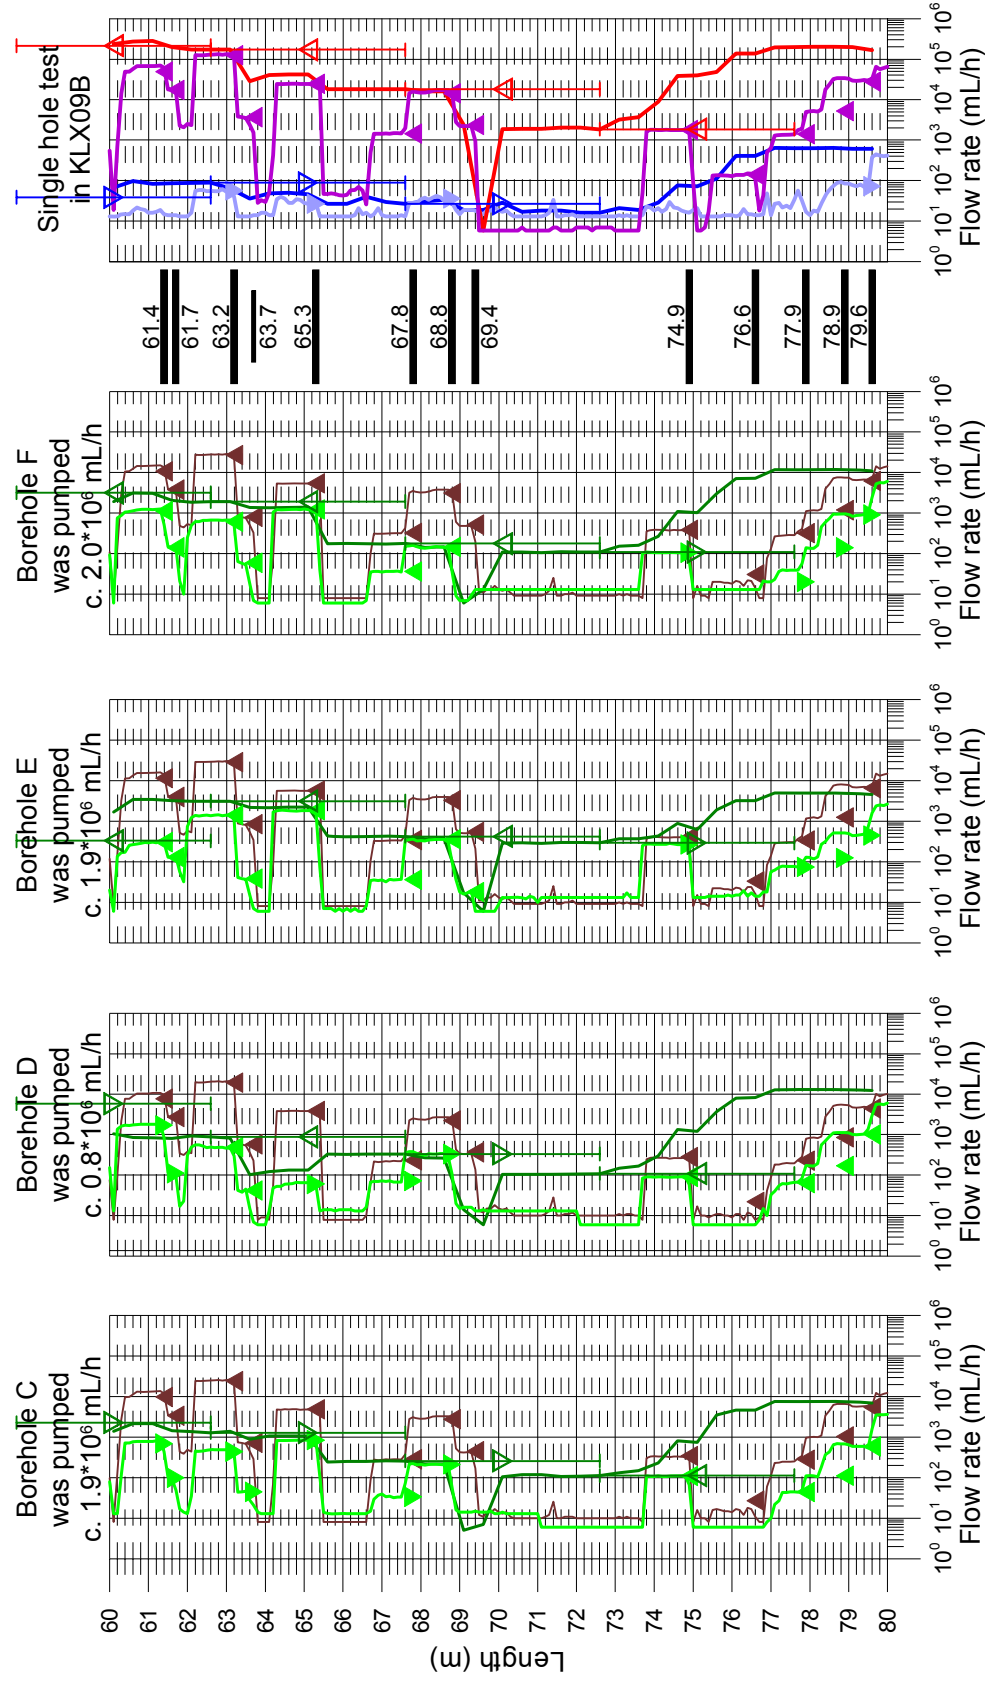 Borehole C
was pumped
c. 1.9*10⁶ mL/h
Borehole D
was pumped
c. 0.8*10⁶ mL/h
Borehole E
was pumped
c. 1.9*10⁶ mL/h
Borehole F
was pumped
c. 2.0*10⁶ mL/h
Single hole test
in KLX09B
Length (m)
60
61
62
63
64
65
66
67
68
69
70
71
72
73
74
75
76
77
78
79
80
61.4
61.7
63.2
63.7
65.3
67.8
68.8
69.4
74.9
76.6
77.9
78.9
79.6
10⁰ 10¹ 10² 10³ 10⁴ 10⁵ 10⁶
Flow rate (mL/h)
10⁰ 10¹ 10² 10³ 10⁴ 10⁵ 10⁶
Flow rate (mL/h)
10⁰ 10¹ 10² 10³ 10⁴ 10⁵ 10⁶
Flow rate (mL/h)
10⁰ 10¹ 10² 10³ 10⁴ 10⁵ 10⁶
Flow rate (mL/h)
10⁰ 10¹ 10² 10³ 10⁴ 10⁵ 10⁶
Flow rate (mL/h)